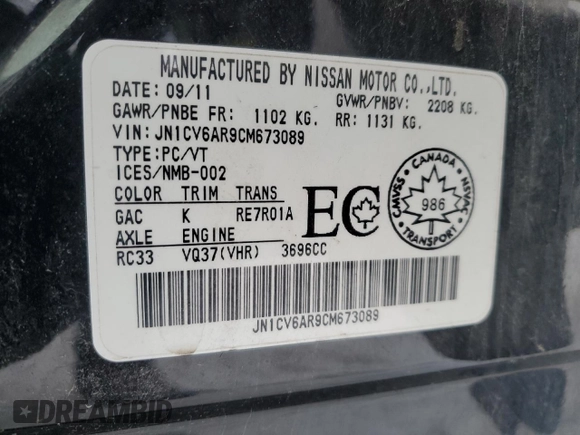 MANUFACTURED BY NISSAN MOTOR CO.,LTD.
DATE: 09/11 GVWR/PNBV: 2208 KG.
GAWR/PNBE FR: 1102 KG. RR: 1131 KG.
VIN: JN1CV6AR9CM673089
TYPE:PC/VT
ICES/NMB-002
COLOR TRIM TRANS
GAC K RE7R01A
AXLE ENGINE
RC33 VQ37(VHR) 3696CC
EC
CANADA
CMVSS 986 NSVAC
TRANSPORT
JN1CV6AR9CM673089
DREAMBID